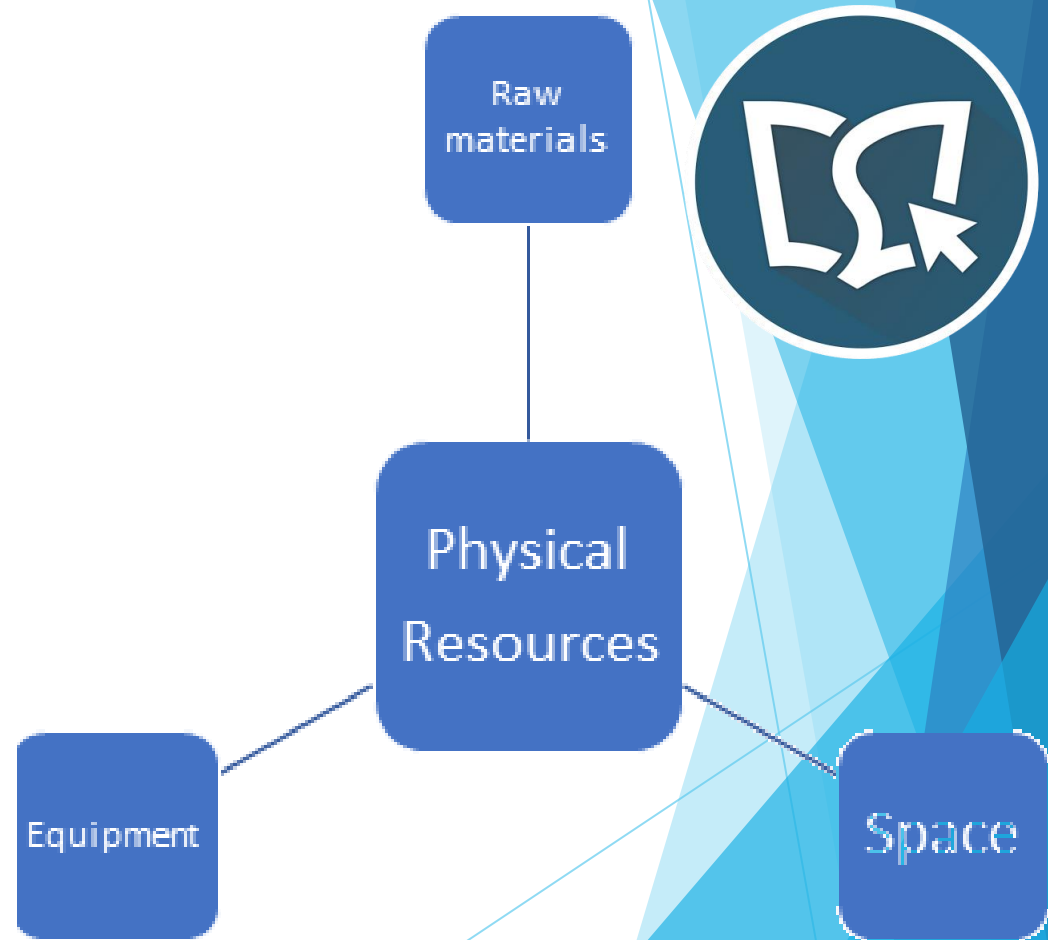 Raw
materials
Physical
Resources
Equipment
Space